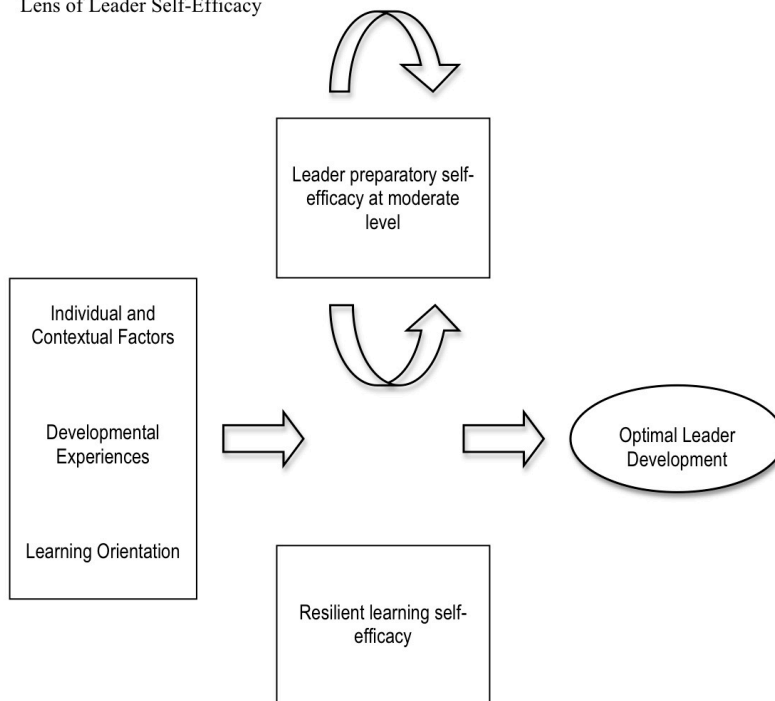 Lens of Leader Self-Efficacy
Leader preparatory self-
efficacy at moderate
level
Individual and
Contextual Factors
Developmental
Experiences
Learning Orientation
Optimal Leader
Development
Resilient learning self-
efficacy